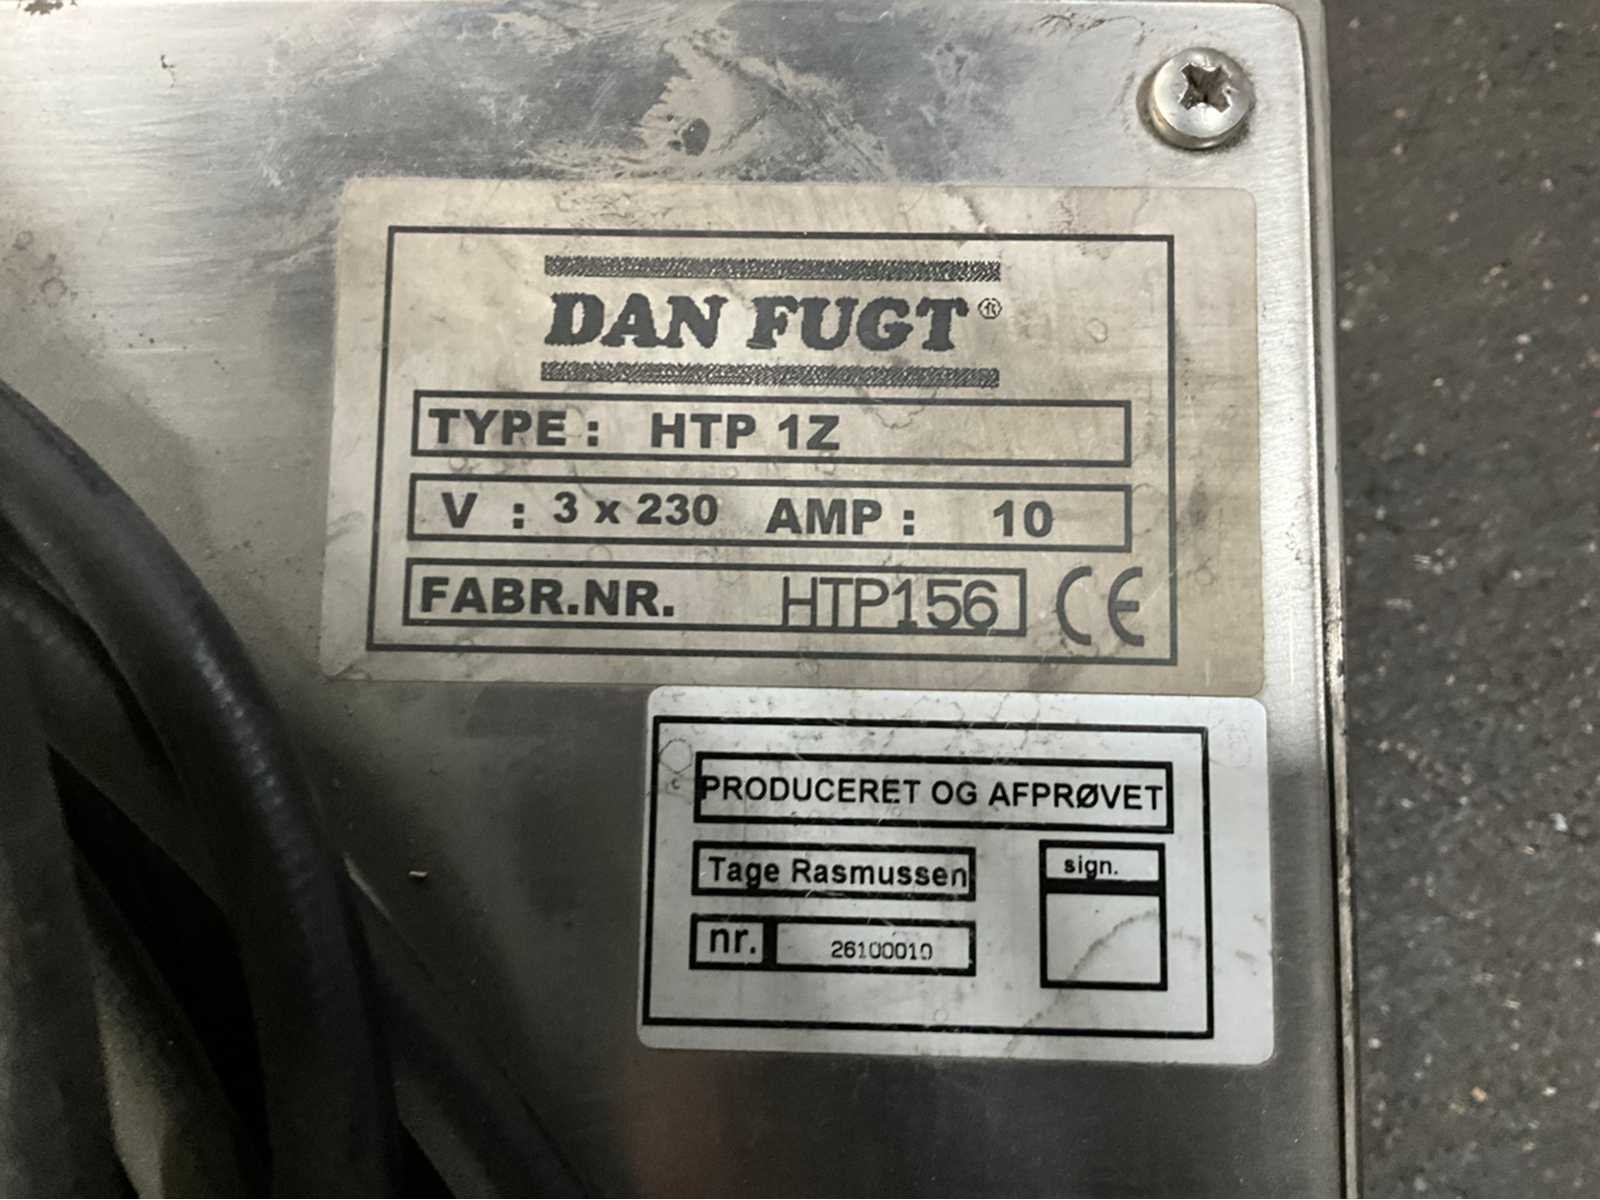 DAN FUGT®
TYPE : HTP 1Z
V : 3 x 230 AMP : 10
FABR.NR. HTP156 CE
PRODUCERET OG AFPRØVET
Tage Rasmussen sign.
nr. 26100010